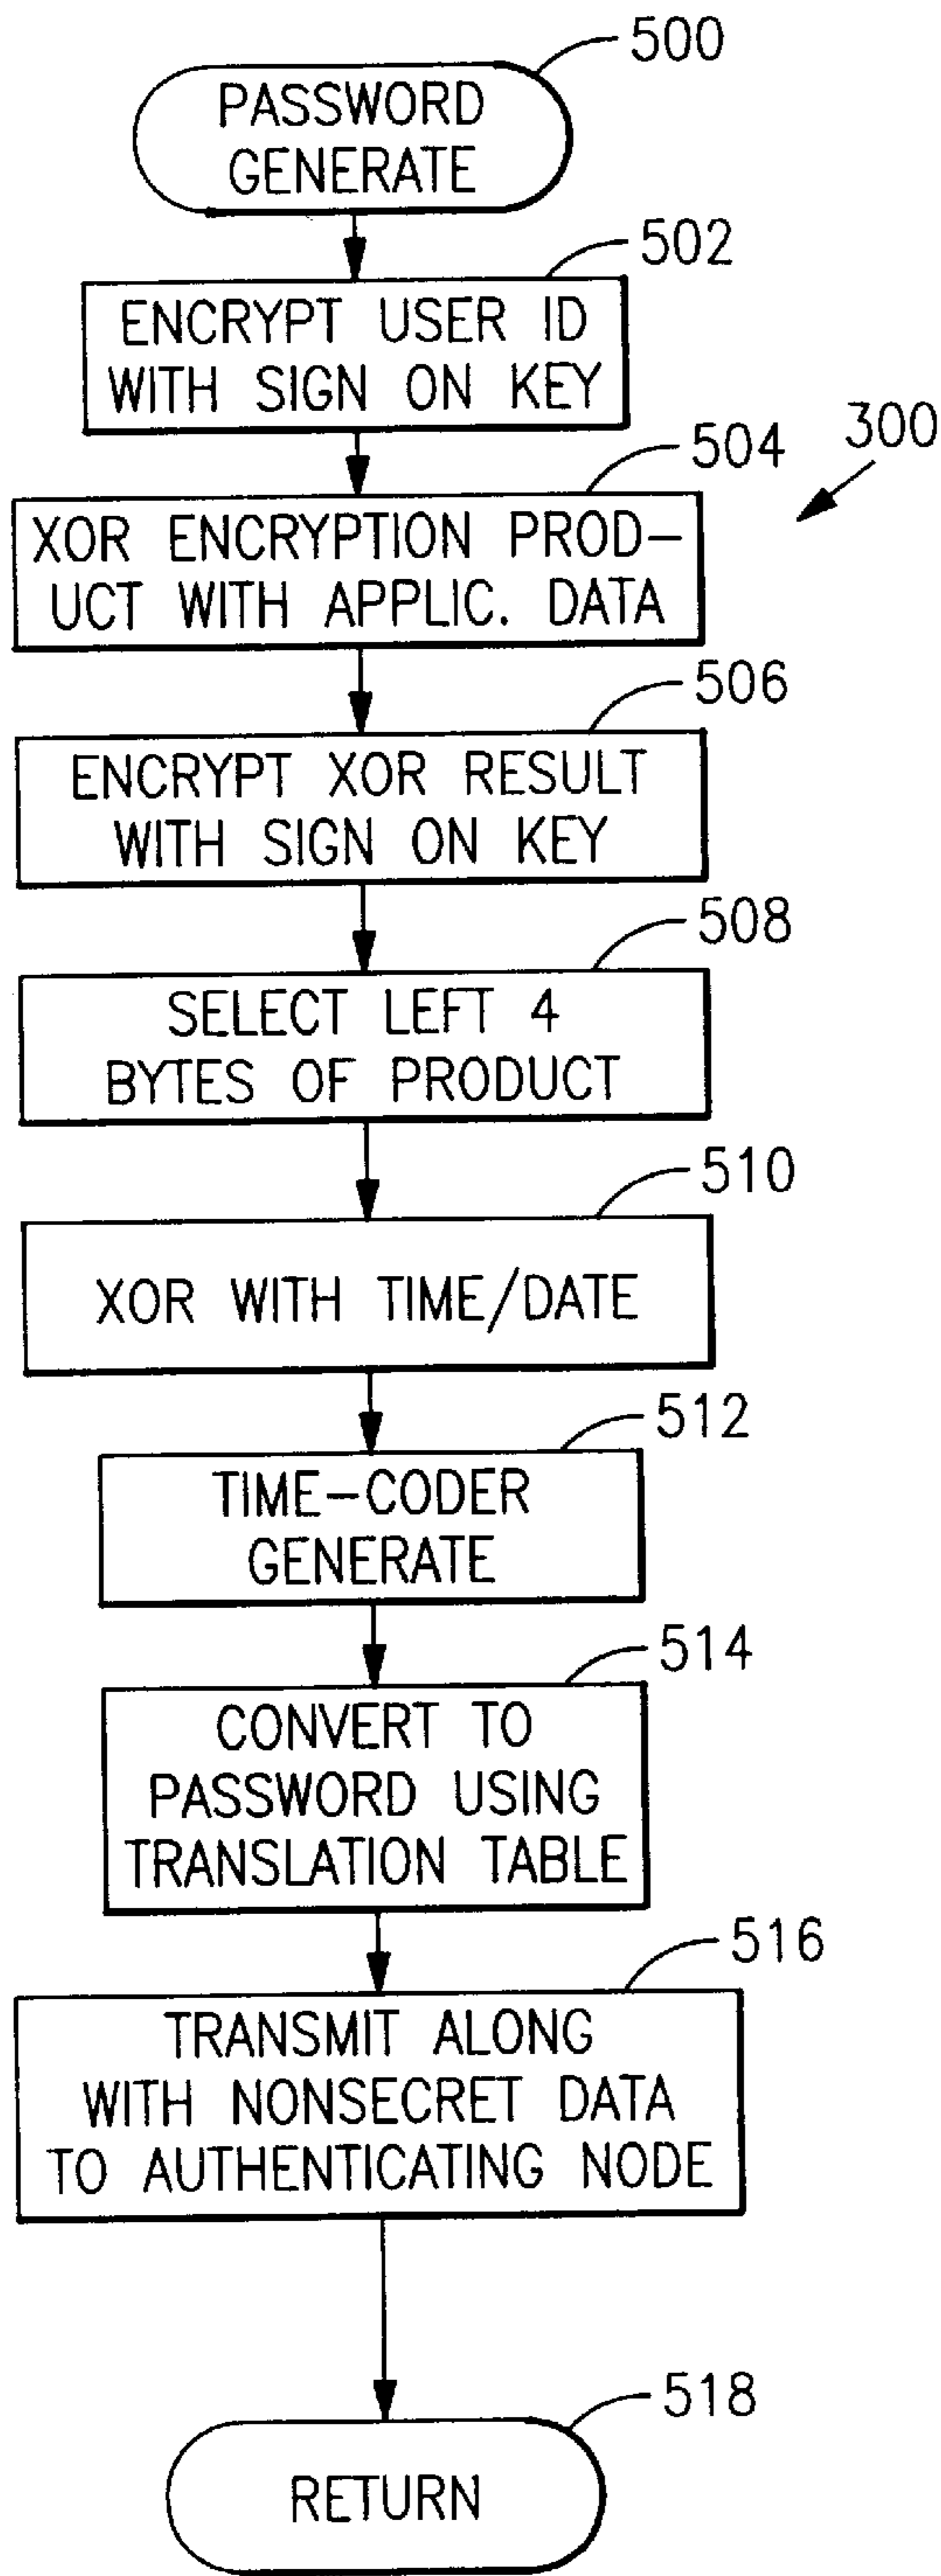 500
PASSWORD
GENERATE
502
ENCRYPT USER ID
WITH SIGN ON KEY
300
504
XOR ENCRYPTION PROD-
UCT WITH APPLIC. DATA
506
ENCRYPT XOR RESULT
WITH SIGN ON KEY
508
SELECT LEFT 4
BYTES OF PRODUCT
510
XOR WITH TIME/DATE
512
TIME-CODER
GENERATE
514
CONVERT TO
PASSWORD USING
TRANSLATION TABLE
516
TRANSMIT ALONG
WITH NONSECRET DATA
TO AUTHENTICATING NODE
518
RETURN